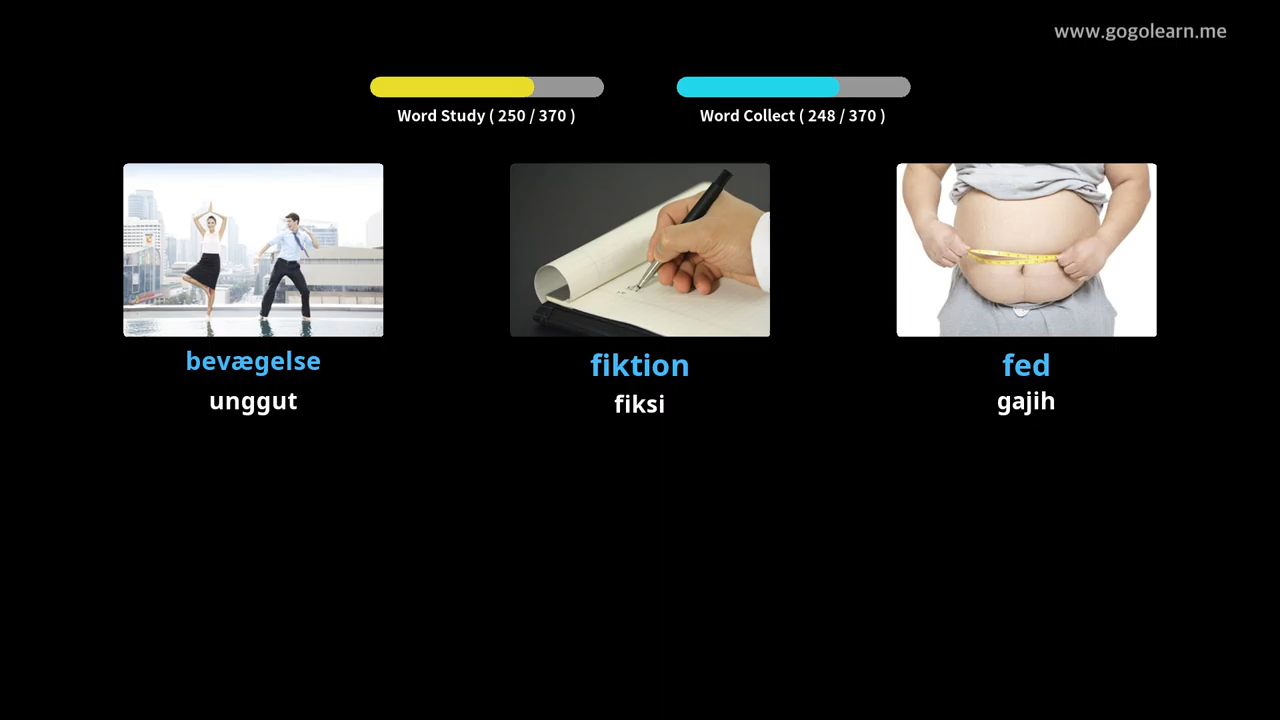 www.gogolearn.me
Word Study ( 250 / 370 )
Word Collect ( 248 / 370 )
bevægelse
unggut
fiktion
fiksi
fed
gajih